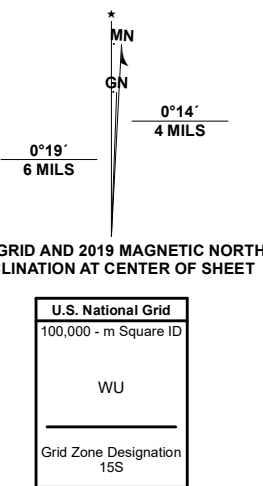 ★
MN
GN
0°14´
4 MILS
0°19´
6 MILS
GRID AND 2019 MAGNETIC NORTH
CLINATION AT CENTER OF SHEET
U.S. National Grid
100,000 - m Square ID
WU
Grid Zone Designation
15S